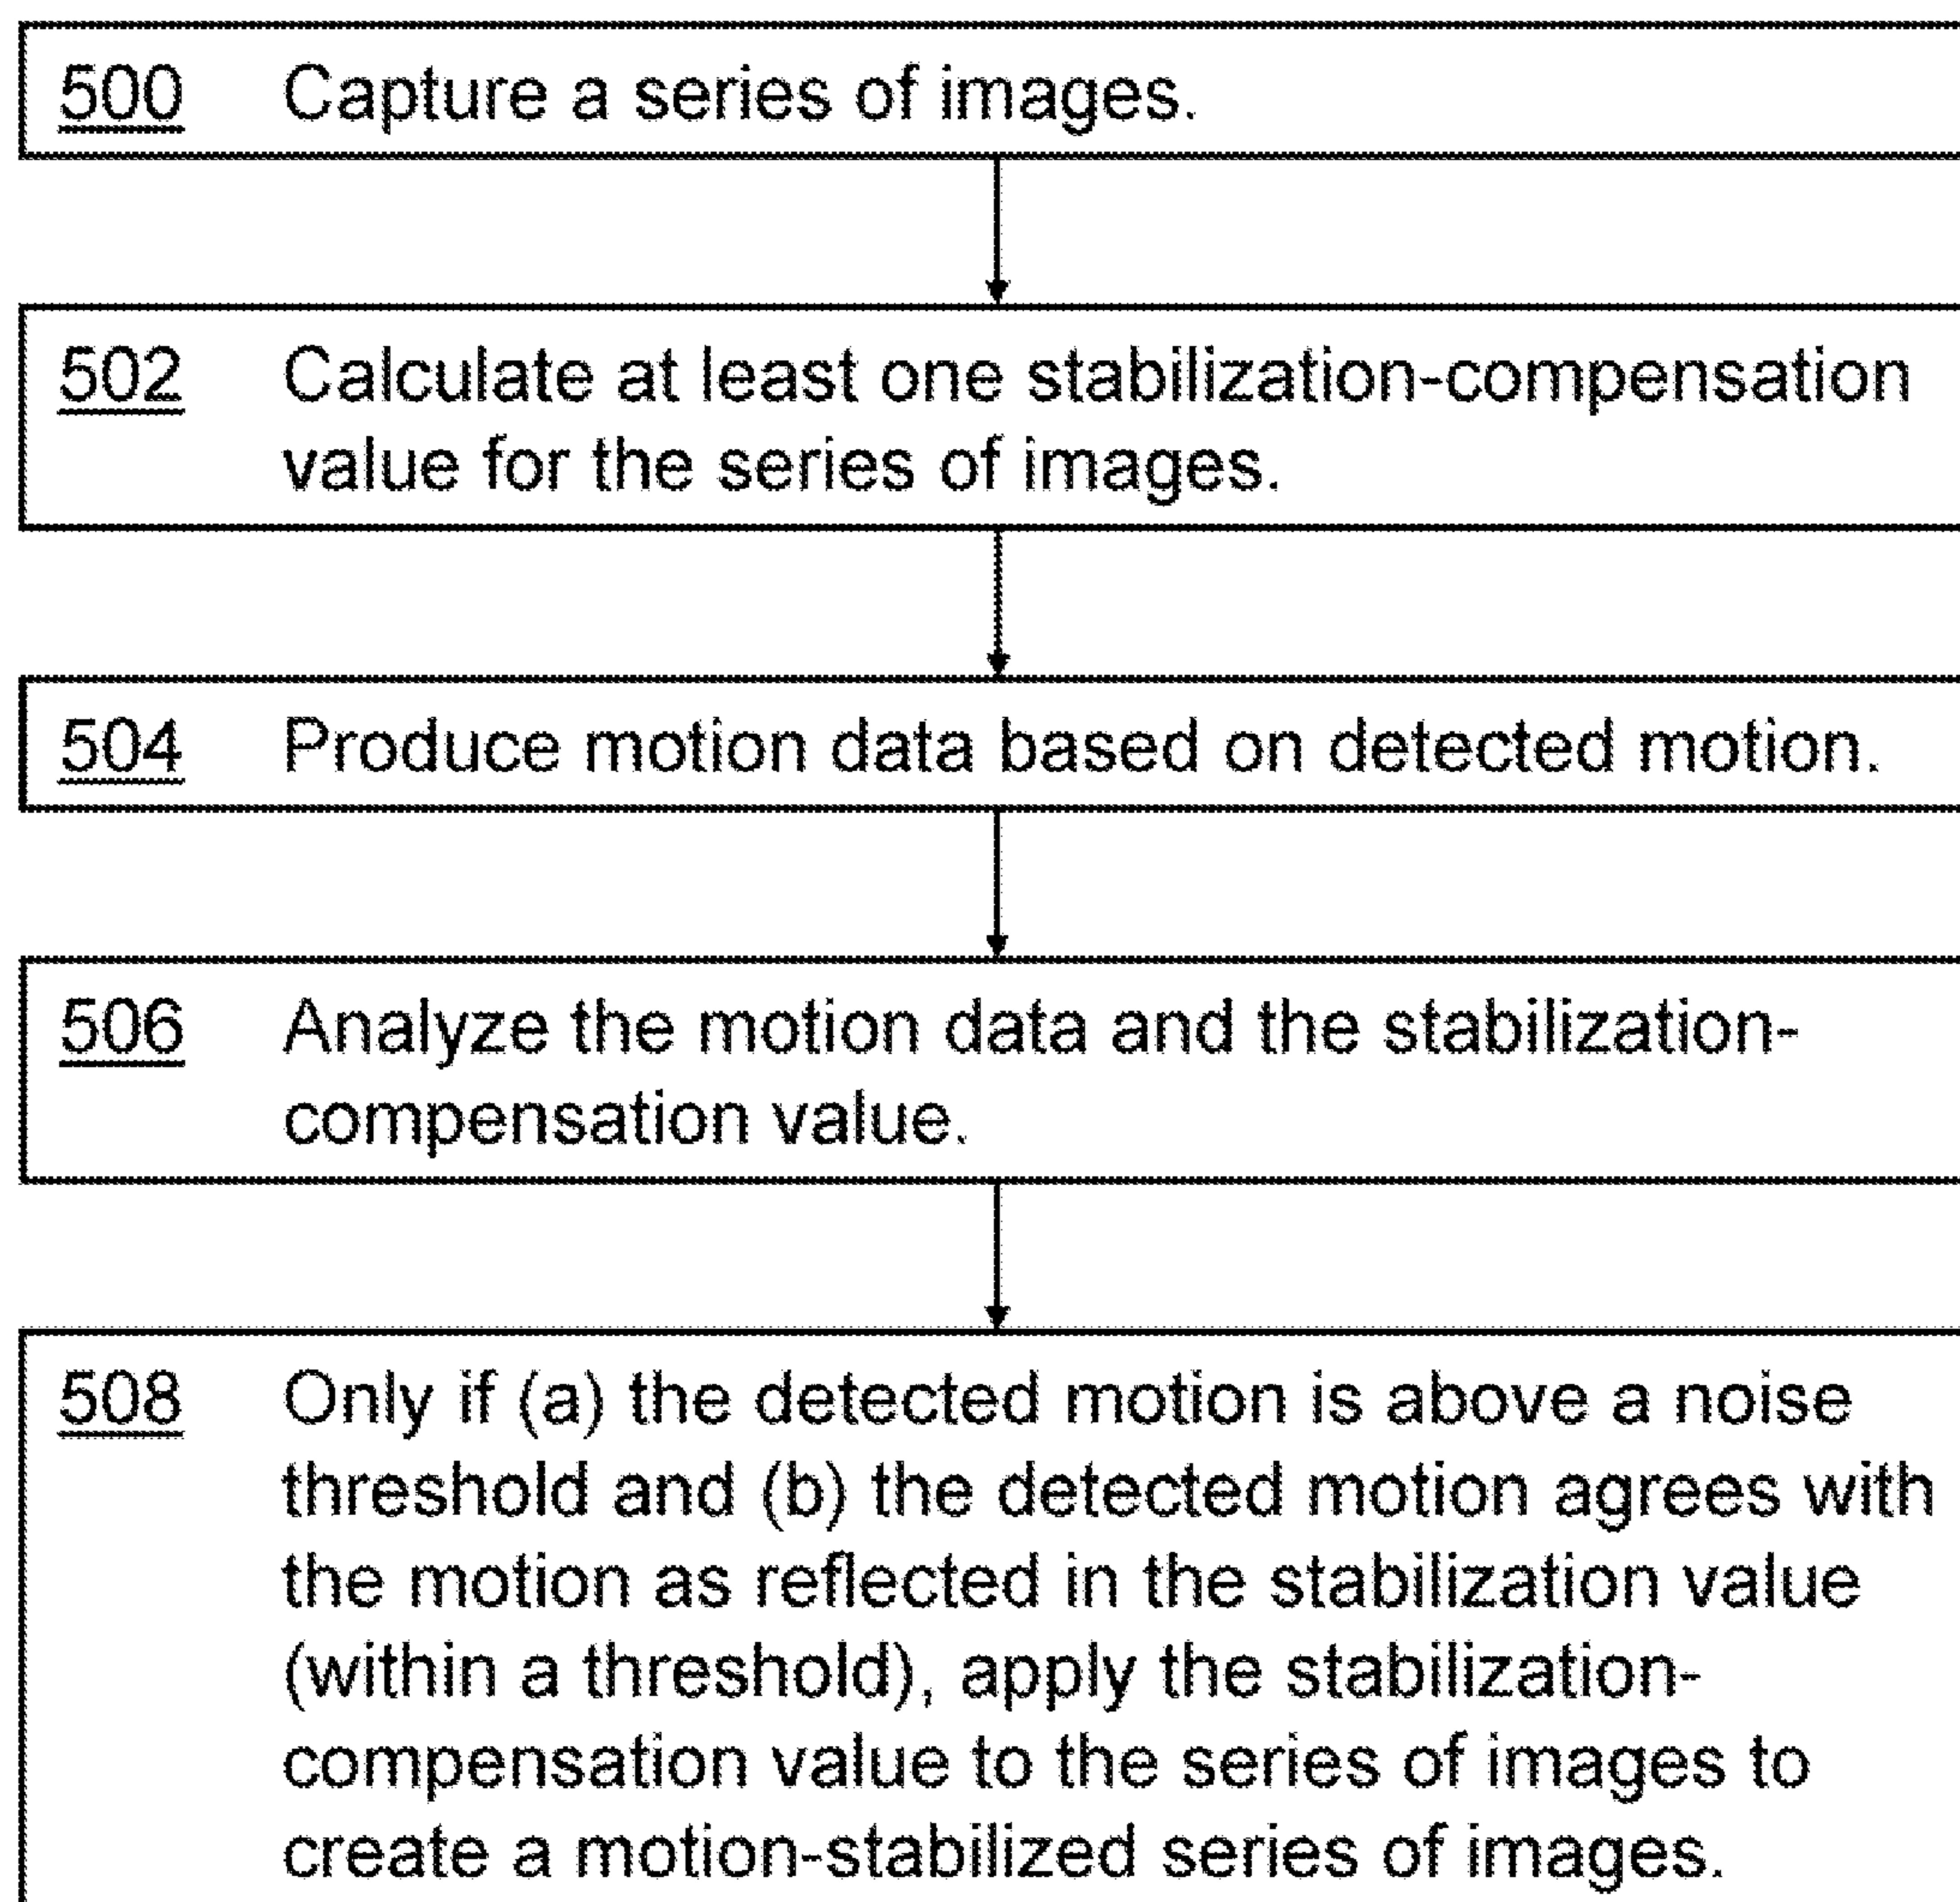 500 Capture a series of images.
502 Calculate at least one stabilization-compensation
value for the series of images.
504 Produce motion data based on detected motion.
506 Analyze the motion data and the stabilization-
compensation value.
508 Only if (a) the detected motion is above a noise
threshold and (b) the detected motion agrees with
the motion as reflected in the stabilization value
(within a threshold), apply the stabilization-
compensation value to the series of images to
create a motion-stabilized series of images.